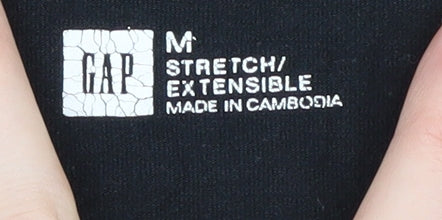 GAP
M
STRETCH/
EXTENSIBLE
MADE IN CAMBODIA